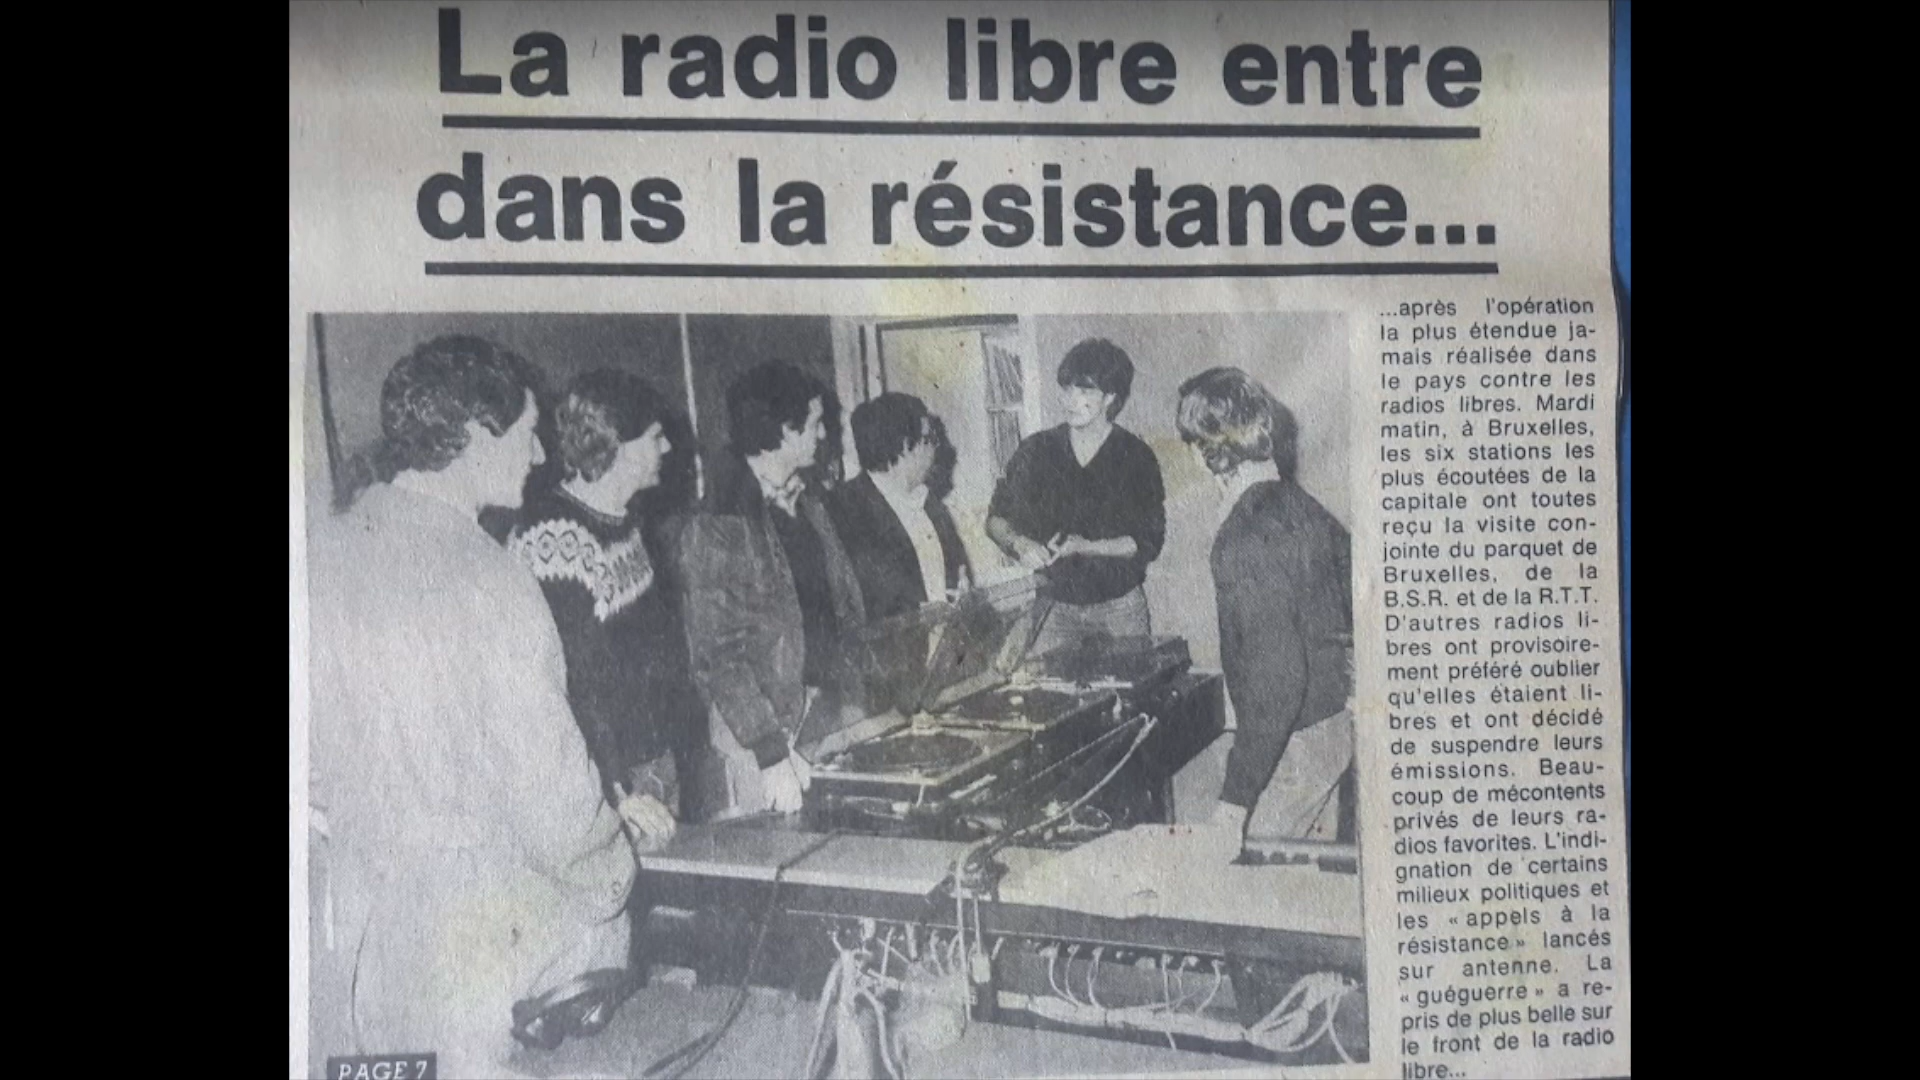 La radio libre entre
dans la résistance...
...après l'opération
la plus étendue ja-
mais réalisée dans
le pays contre les
radios libres. Mardi
matin, à Bruxelles,
les six stations les
plus écoutées de la
capitale ont toutes
reçu la visite con-
jointe du parquet de
Bruxelles, de la
B.S.R. et de la R.T.T.
D'autres radios li-
bres ont provisoire-
ment préféré oublier
qu'elles étaient li-
bres et ont décidé
de suspendre leurs
émissions. Beau-
coup de mécontents
privés de leurs ra-
dios favorites. L'indi-
gnation de certains
milieux politiques et
les « appels à la
résistance » lancés
sur antenne. La
« guéguerre » a re-
pris de plus belle sur
le front de la radio
libre...
PAGE 7